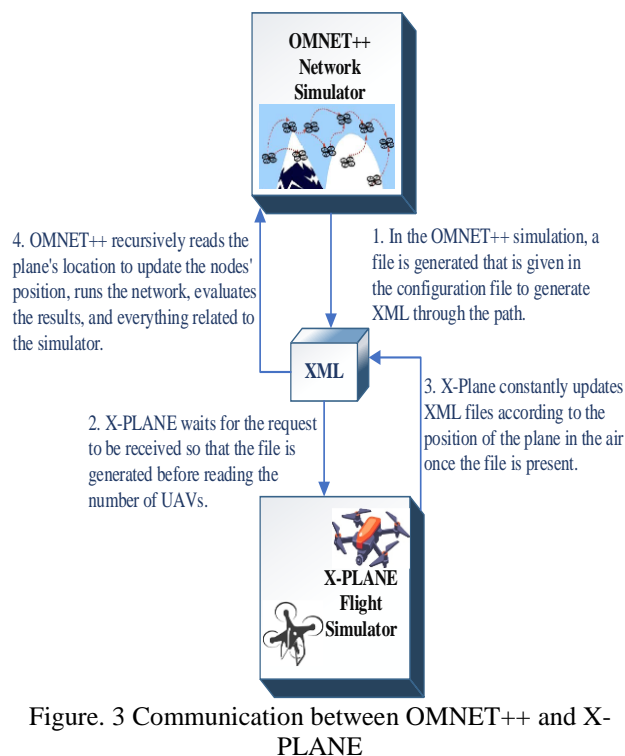 OMNET++
Network
Simulator
4. OMNET++ recursively reads the
plane's location to update the nodes'
position, runs the network, evaluates
the results, and everything related to
the simulator.
1. In the OMNET++ simulation, a
file is generated that is given in
the configuration file to generate
XML through the path.
XML
2. X-PLANE waits for the request
to be received so that the file is
generated before reading the
number of UAVs.
3. X-Plane constantly updates
XML files according to the
position of the plane in the air
once the file is present.
X-PLANE
Flight
Simulator
Figure. 3 Communication between OMNET++ and X-
PLANE